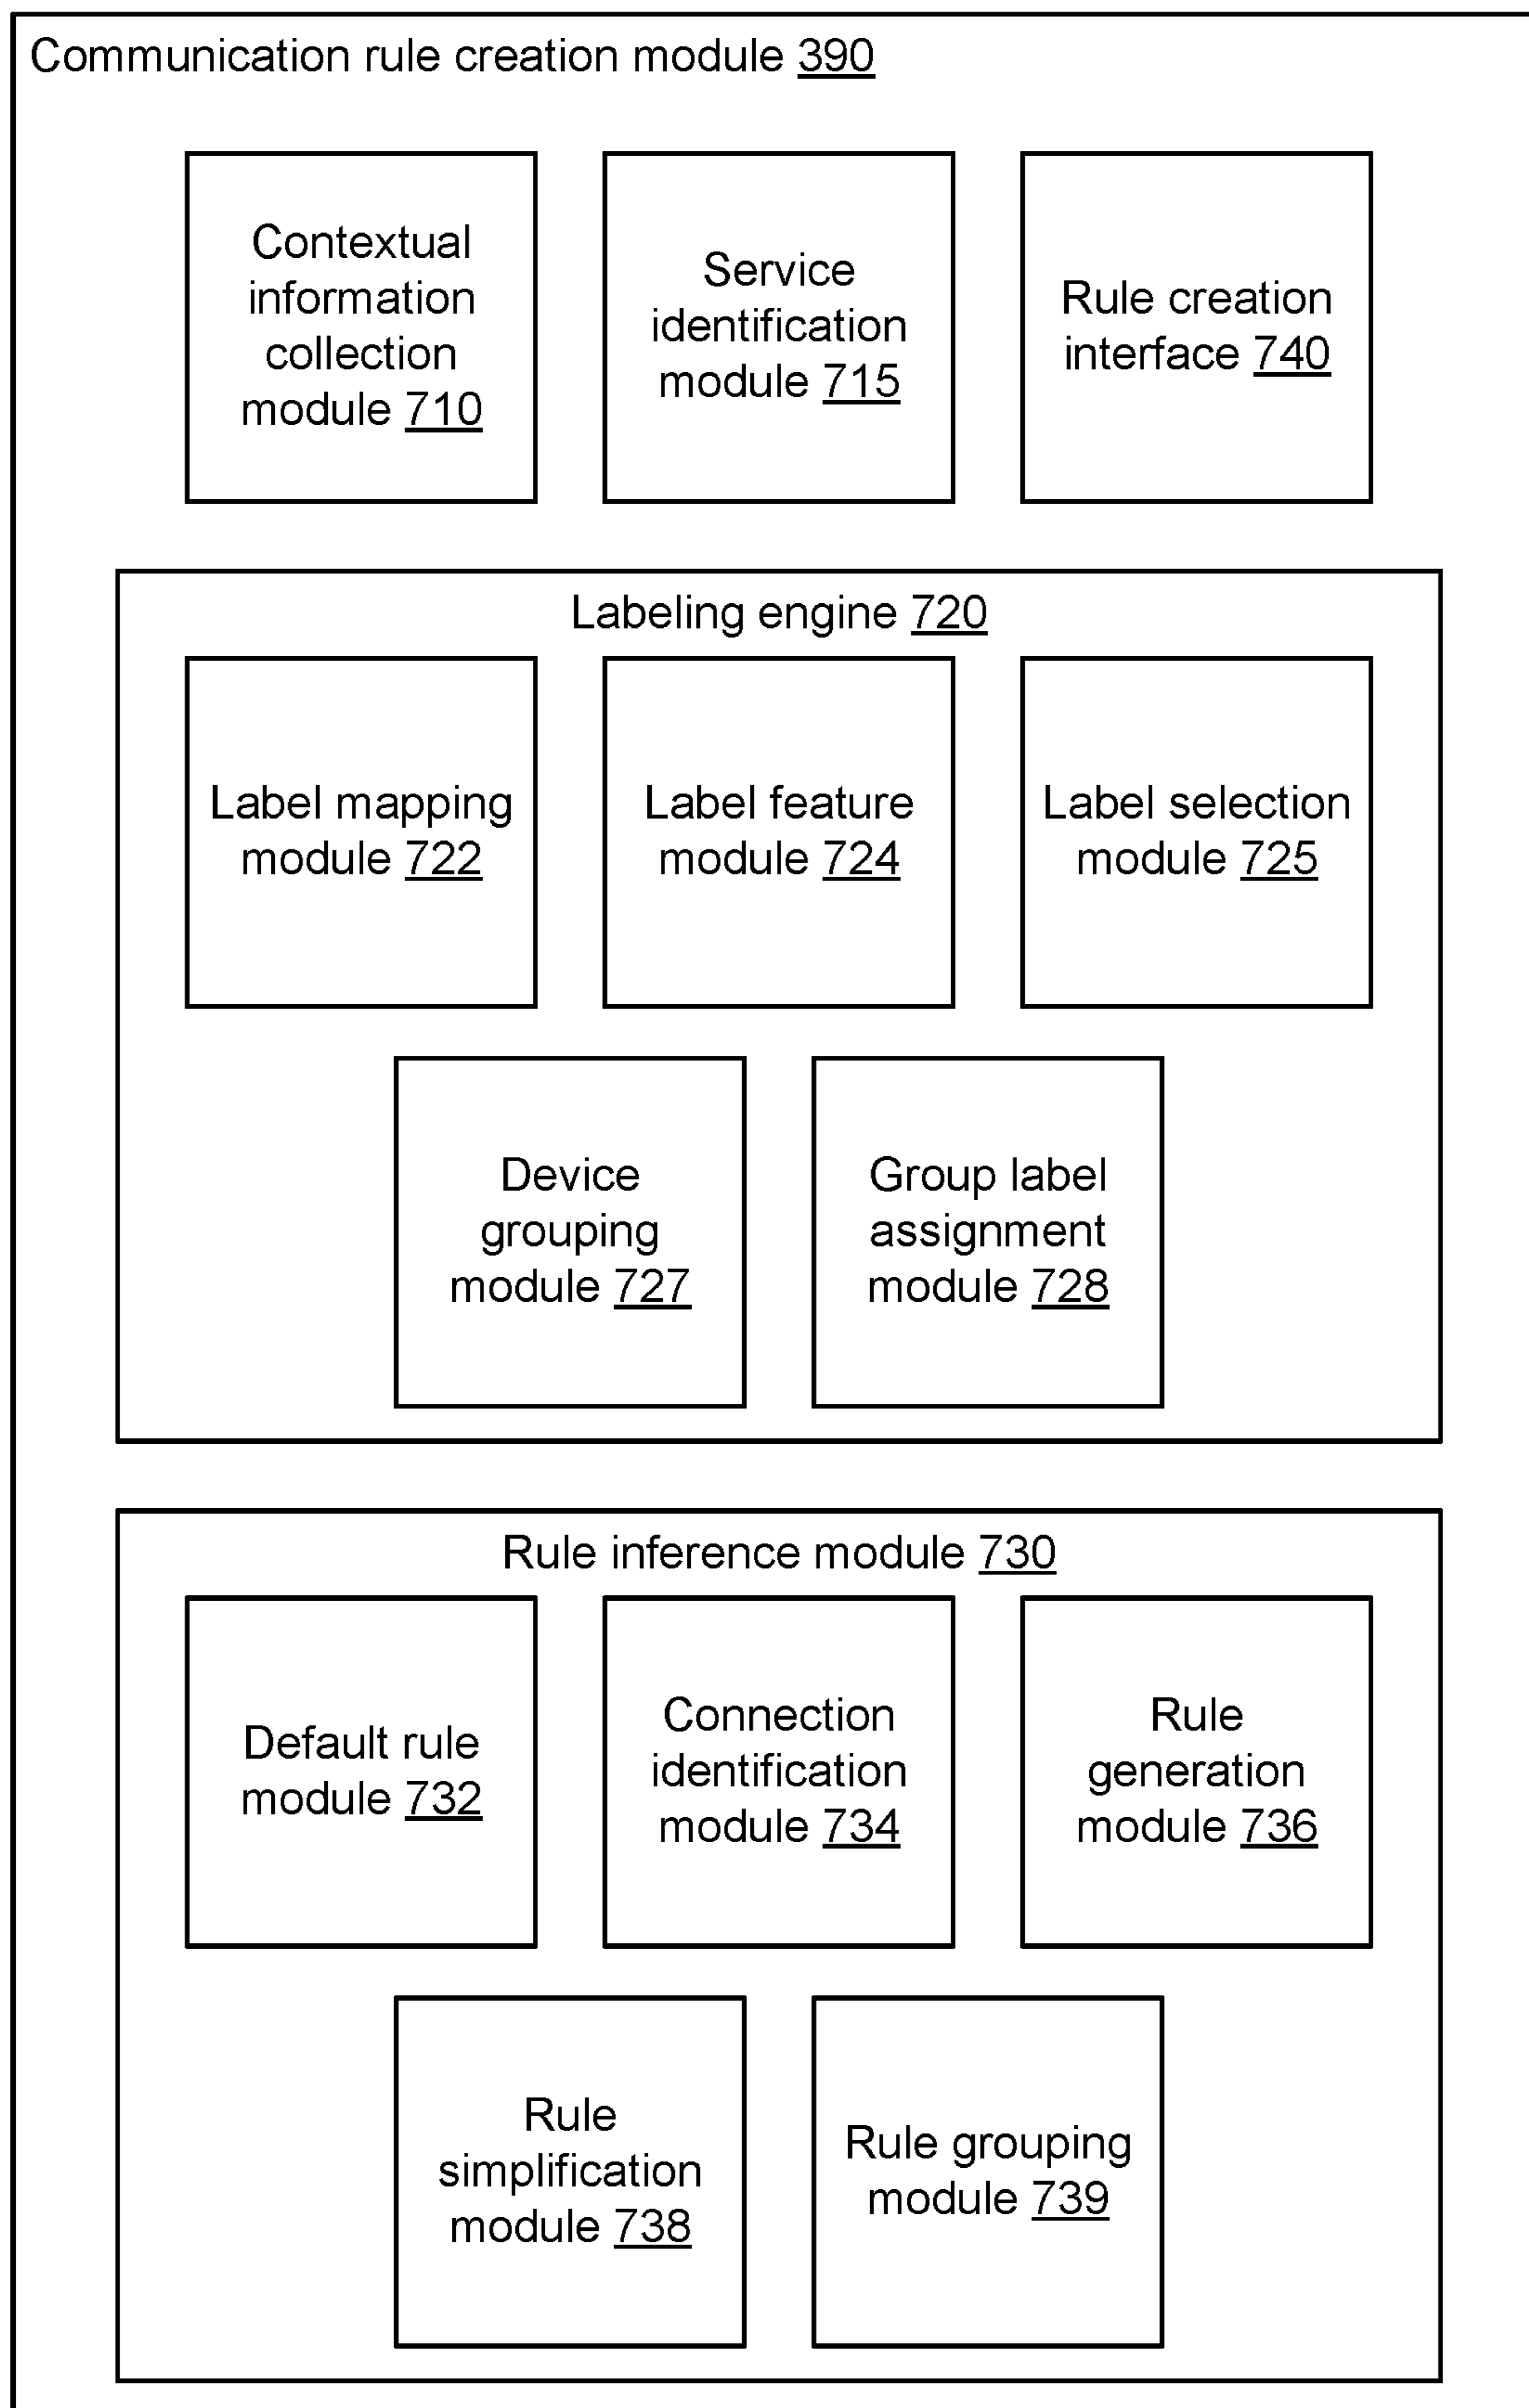 Communication rule creation module 390
Contextual
information
collection
module 710
Service
identification
module 715
Rule creation
interface 740
Labeling engine 720
Label mapping
module 722
Label feature
module 724
Label selection
module 725
Device
grouping
module 727
Group label
assignment
module 728
Rule inference module 730
Default rule
module 732
Connection
identification
module 734
Rule
generation
module 736
Rule
simplification
module 738
Rule grouping
module 739